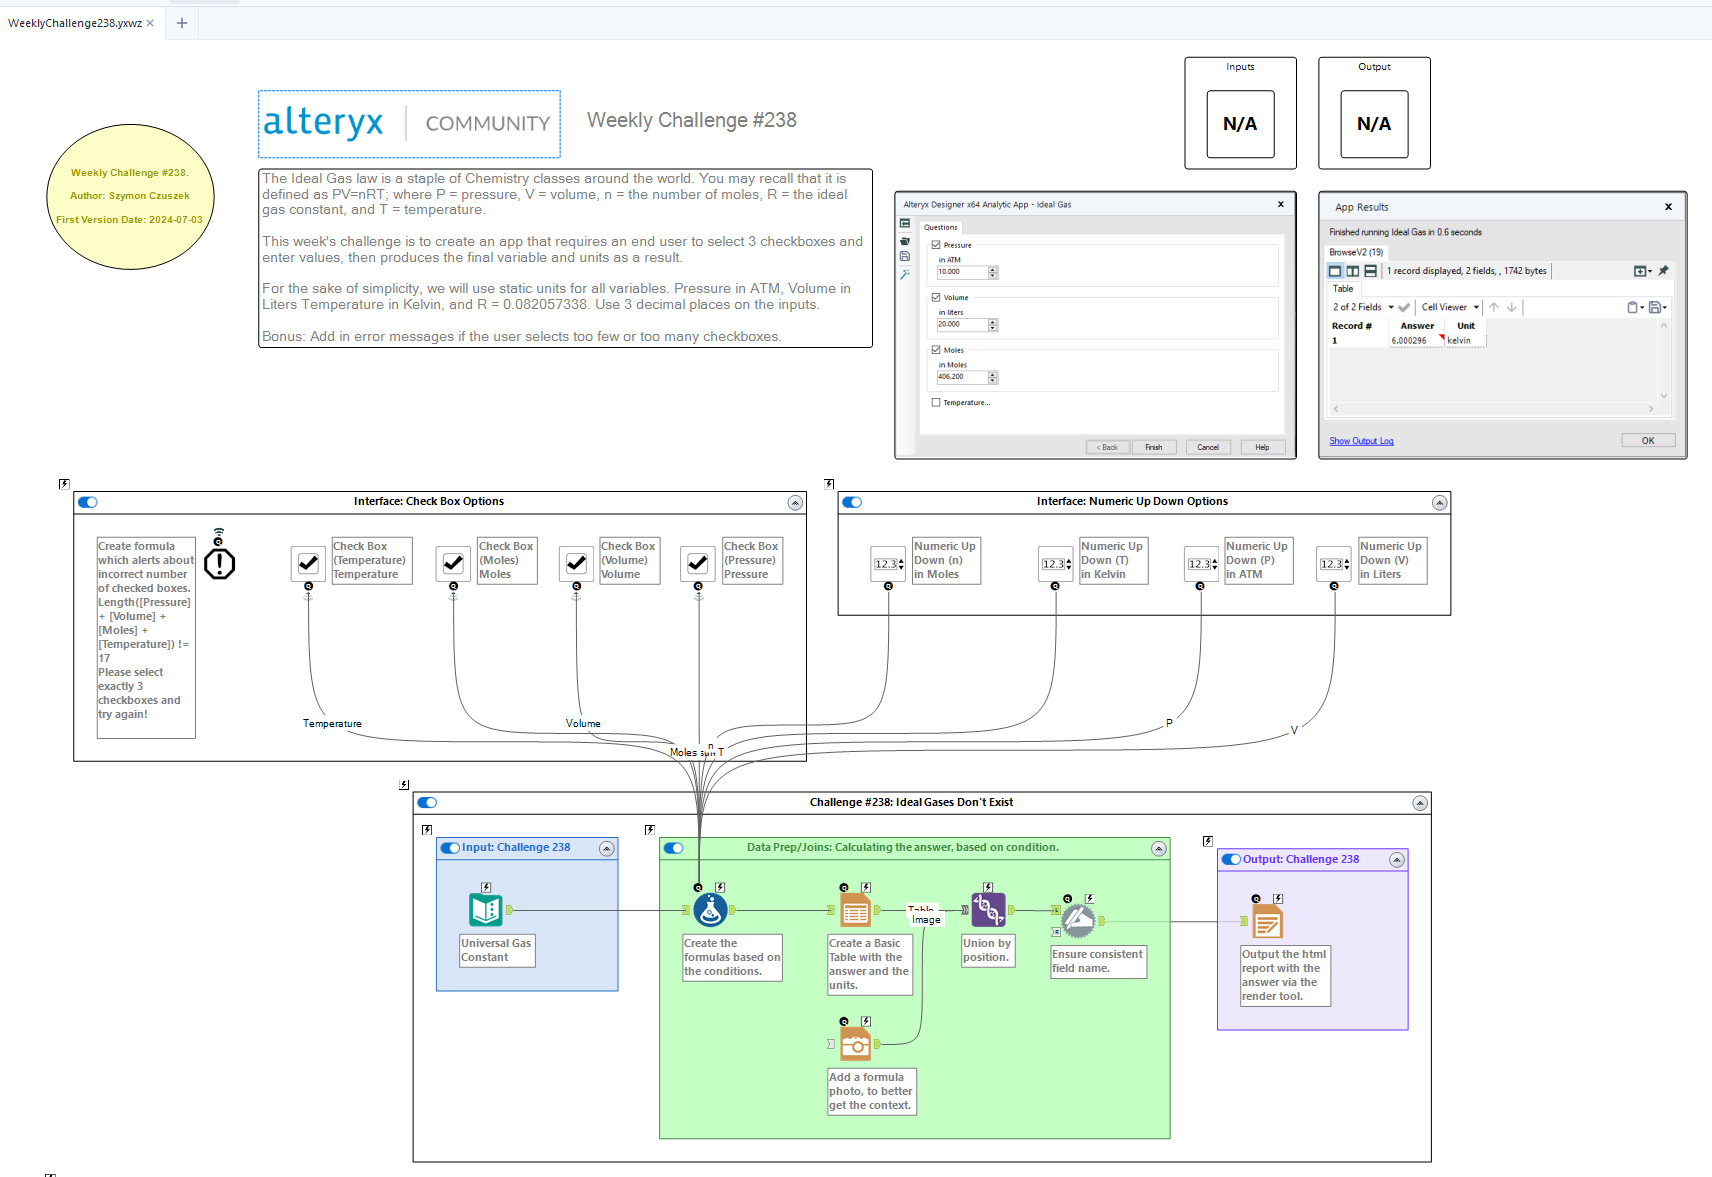 WeeklyChallenge238.yxwz
Weekly Challenge #238.
Author: Szymon Czuszek
First Version Date: 2024-07-03
alteryx | COMMUNITY
Weekly Challenge #238
The Ideal Gas law is a staple of Chemistry classes around the world. You may recall that it is
defined as PV=nRT; where P = pressure, V = volume, n = the number of moles, R = the ideal
gas constant, and T = temperature.
This week's challenge is to create an app that requires an end user to select 3 checkboxes and
enter values, then produces the final variable and units as a result.
For the sake of simplicity, we will use static units for all variables. Pressure in ATM, Volume in
Liters Temperature in Kelvin, and R = 0.082057338. Use 3 decimal places on the inputs.
Bonus: Add in error messages if the user selects too few or too many checkboxes.
Inputs
N/A
Output
N/A
Alteryx Designer x64 Analytic App - Ideal Gas
Questions
Pressure
in ATM
10.000
Volume
in liters
20.000
Moles
in Moles
406.200
Temperature...
< Back
Finish
Cancel
Help
App Results
Finished running Ideal Gas in 0.6 seconds
BrowseV2 (19)
1 record displayed, 2 fields, , 1742 bytes
Table
2 of 2 Fields
Cell Viewer
Record # Answer Unit
1 6.000296 kelvin
Show Output Log
OK
Interface: Check Box Options
Create formula
which alerts about
incorrect number
of checked boxes.
Length([Pressure]
+ [Volume] +
[Moles] +
[Temperature]) !=
17
Please select
exactly 3
checkboxes and
try again!
Check Box
(Temperature)
Temperature
Check Box
(Moles)
Moles
Check Box
(Volume)
Volume
Check Box
(Pressure)
Pressure
Interface: Numeric Up Down Options
12.3
Numeric Up
Down (n)
in Moles
12.3
Numeric Up
Down (T)
in Kelvin
12.3
Numeric Up
Down (P)
in ATM
12.3
Numeric Up
Down (V)
in Liters
Temperature
Volume
P
V
n
Moles
T
Challenge #238: Ideal Gases Don't Exist
Input: Challenge 238
Universal Gas
Constant
Data Prep/Joins: Calculating the answer, based on condition.
Create the
formulas based on
the conditions.
Create a Basic
Table with the
answer and the
units.
Table
Image
Union by
position.
L
R
Ensure consistent
field name.
Add a formula
photo, to better
get the context.
Output: Challenge 238
Output the html
report with the
answer via the
render tool.